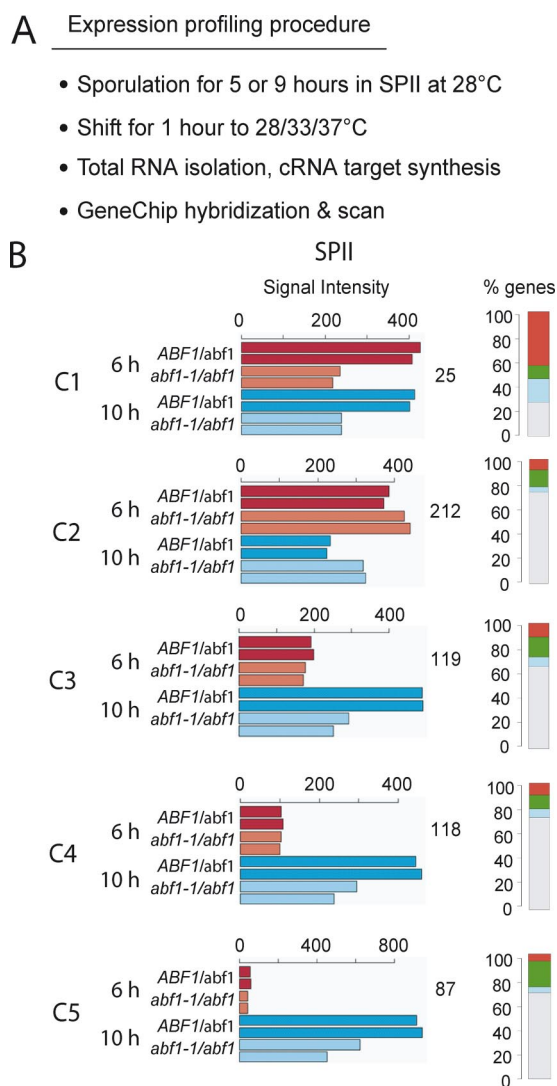 A Expression profiling procedure
• Sporulation for 5 or 9 hours in SPII at 28°C
• Shift for 1 hour to 28/33/37°C
• Total RNA isolation, cRNA target synthesis
• GeneChip hybridization & scan
B SPII
Signal Intensity % genes
0 200 400
C1
6 h
ABF1/abf1
abf1-1/abf1
10 h
ABF1/abf1
abf1-1/abf1
25
100
80
60
40
20
0
0 200 400
C2
6 h
ABF1/abf1
abf1-1/abf1
10 h
ABF1/abf1
abf1-1/abf1
212
100
80
60
40
20
0
0 200 400
C3
6 h
ABF1/abf1
abf1-1/abf1
10 h
ABF1/abf1
abf1-1/abf1
119
100
80
60
40
20
0
0 200 400
C4
6 h
ABF1/abf1
abf1-1/abf1
10 h
ABF1/abf1
abf1-1/abf1
118
100
80
60
40
20
0
0 400 800
C5
6 h
ABF1/abf1
abf1-1/abf1
10 h
ABF1/abf1
abf1-1/abf1
87
100
80
60
40
20
0